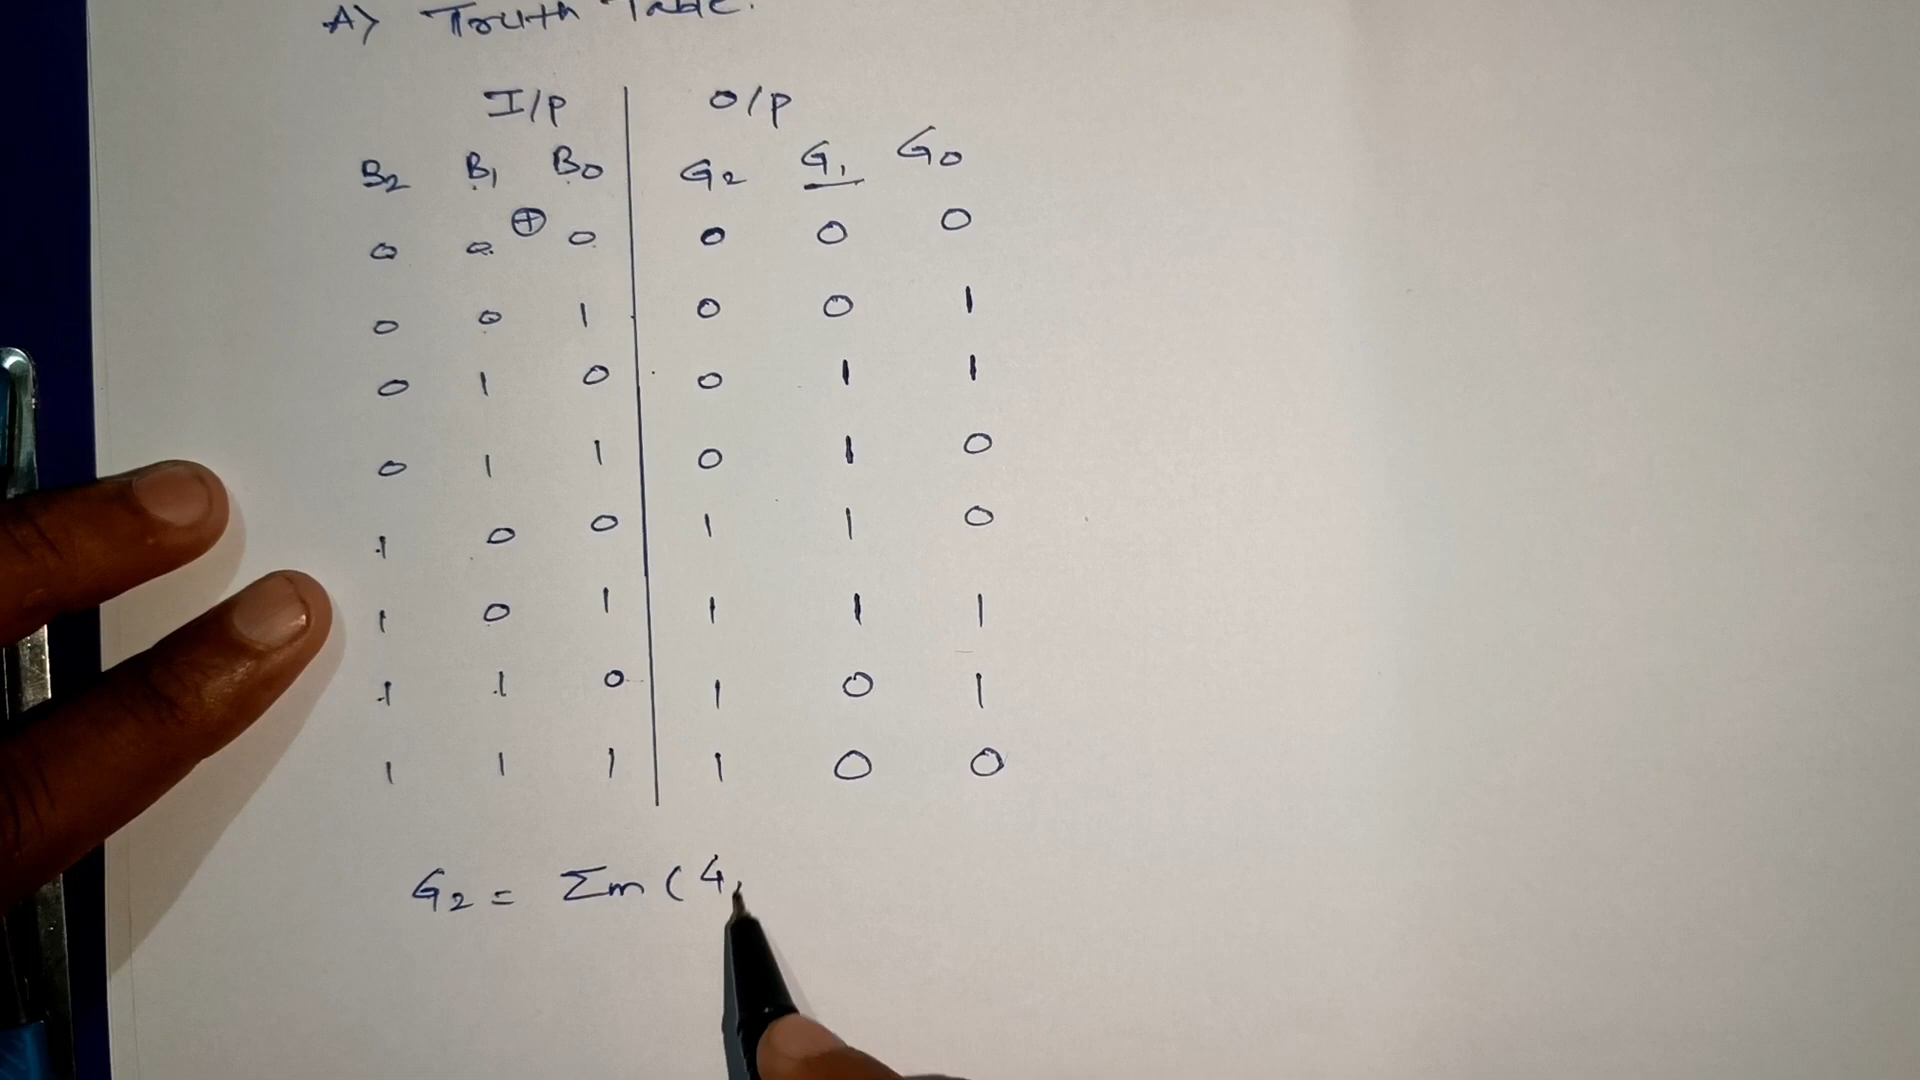 A) Truth Table.
I/P O/P
B2 B1 B0 G2 G1 G0
0 0 ⊕ 0 0 0 0
0 0 1 0 0 1
0 1 0 0 1 1
0 1 1 0 1 0
1 0 0 1 1 0
1 0 1 1 1 1
1 1 0 1 0 1
1 1 1 1 0 0
G2 = Σm (4,